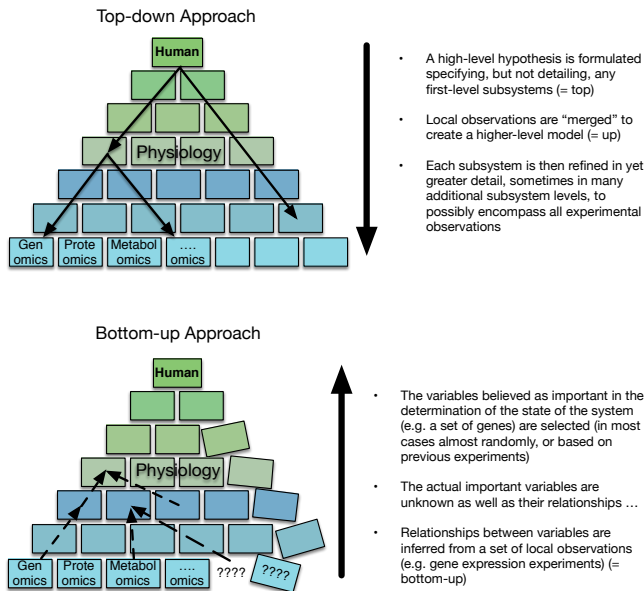 Top-down Approach
Human
Physiology
Gen omics
Prote omics
Metabol omics
.... omics
• A high-level hypothesis is formulated
specifying, but not detailing, any
first-level subsystems (= top)
• Local observations are “merged” to
create a higher-level model (= up)
• Each subsystem is then refined in yet
greater detail, sometimes in many
additional subsystem levels, to
possibly encompass all experimental
observations
Bottom-up Approach
Human
Physiology
Gen omics
Prote omics
Metabol omics
.... omics
????
????
• The variables believed as important in the
determination of the state of the system
(e.g. a set of genes) are selected (in most
cases almost randomly, or based on
previous experiments)
• The actual important variables are
unknown as well as their relationships …
• Relationships between variables are
inferred from a set of local observations
(e.g. gene expression experiments) (=
bottom-up)